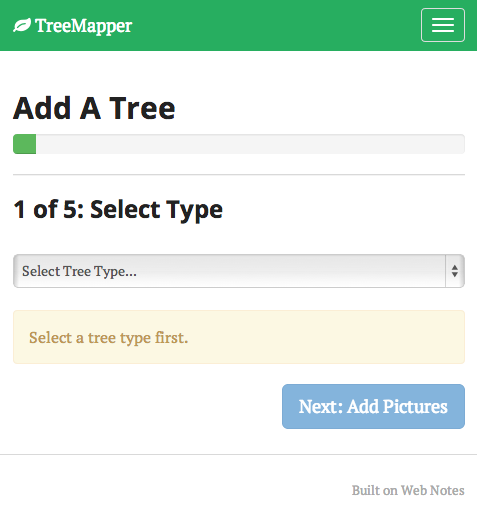 TreeMapper
Add A Tree
1 of 5: Select Type
Select Tree Type...
Select a tree type first.
Next: Add Pictures
Built on Web Notes